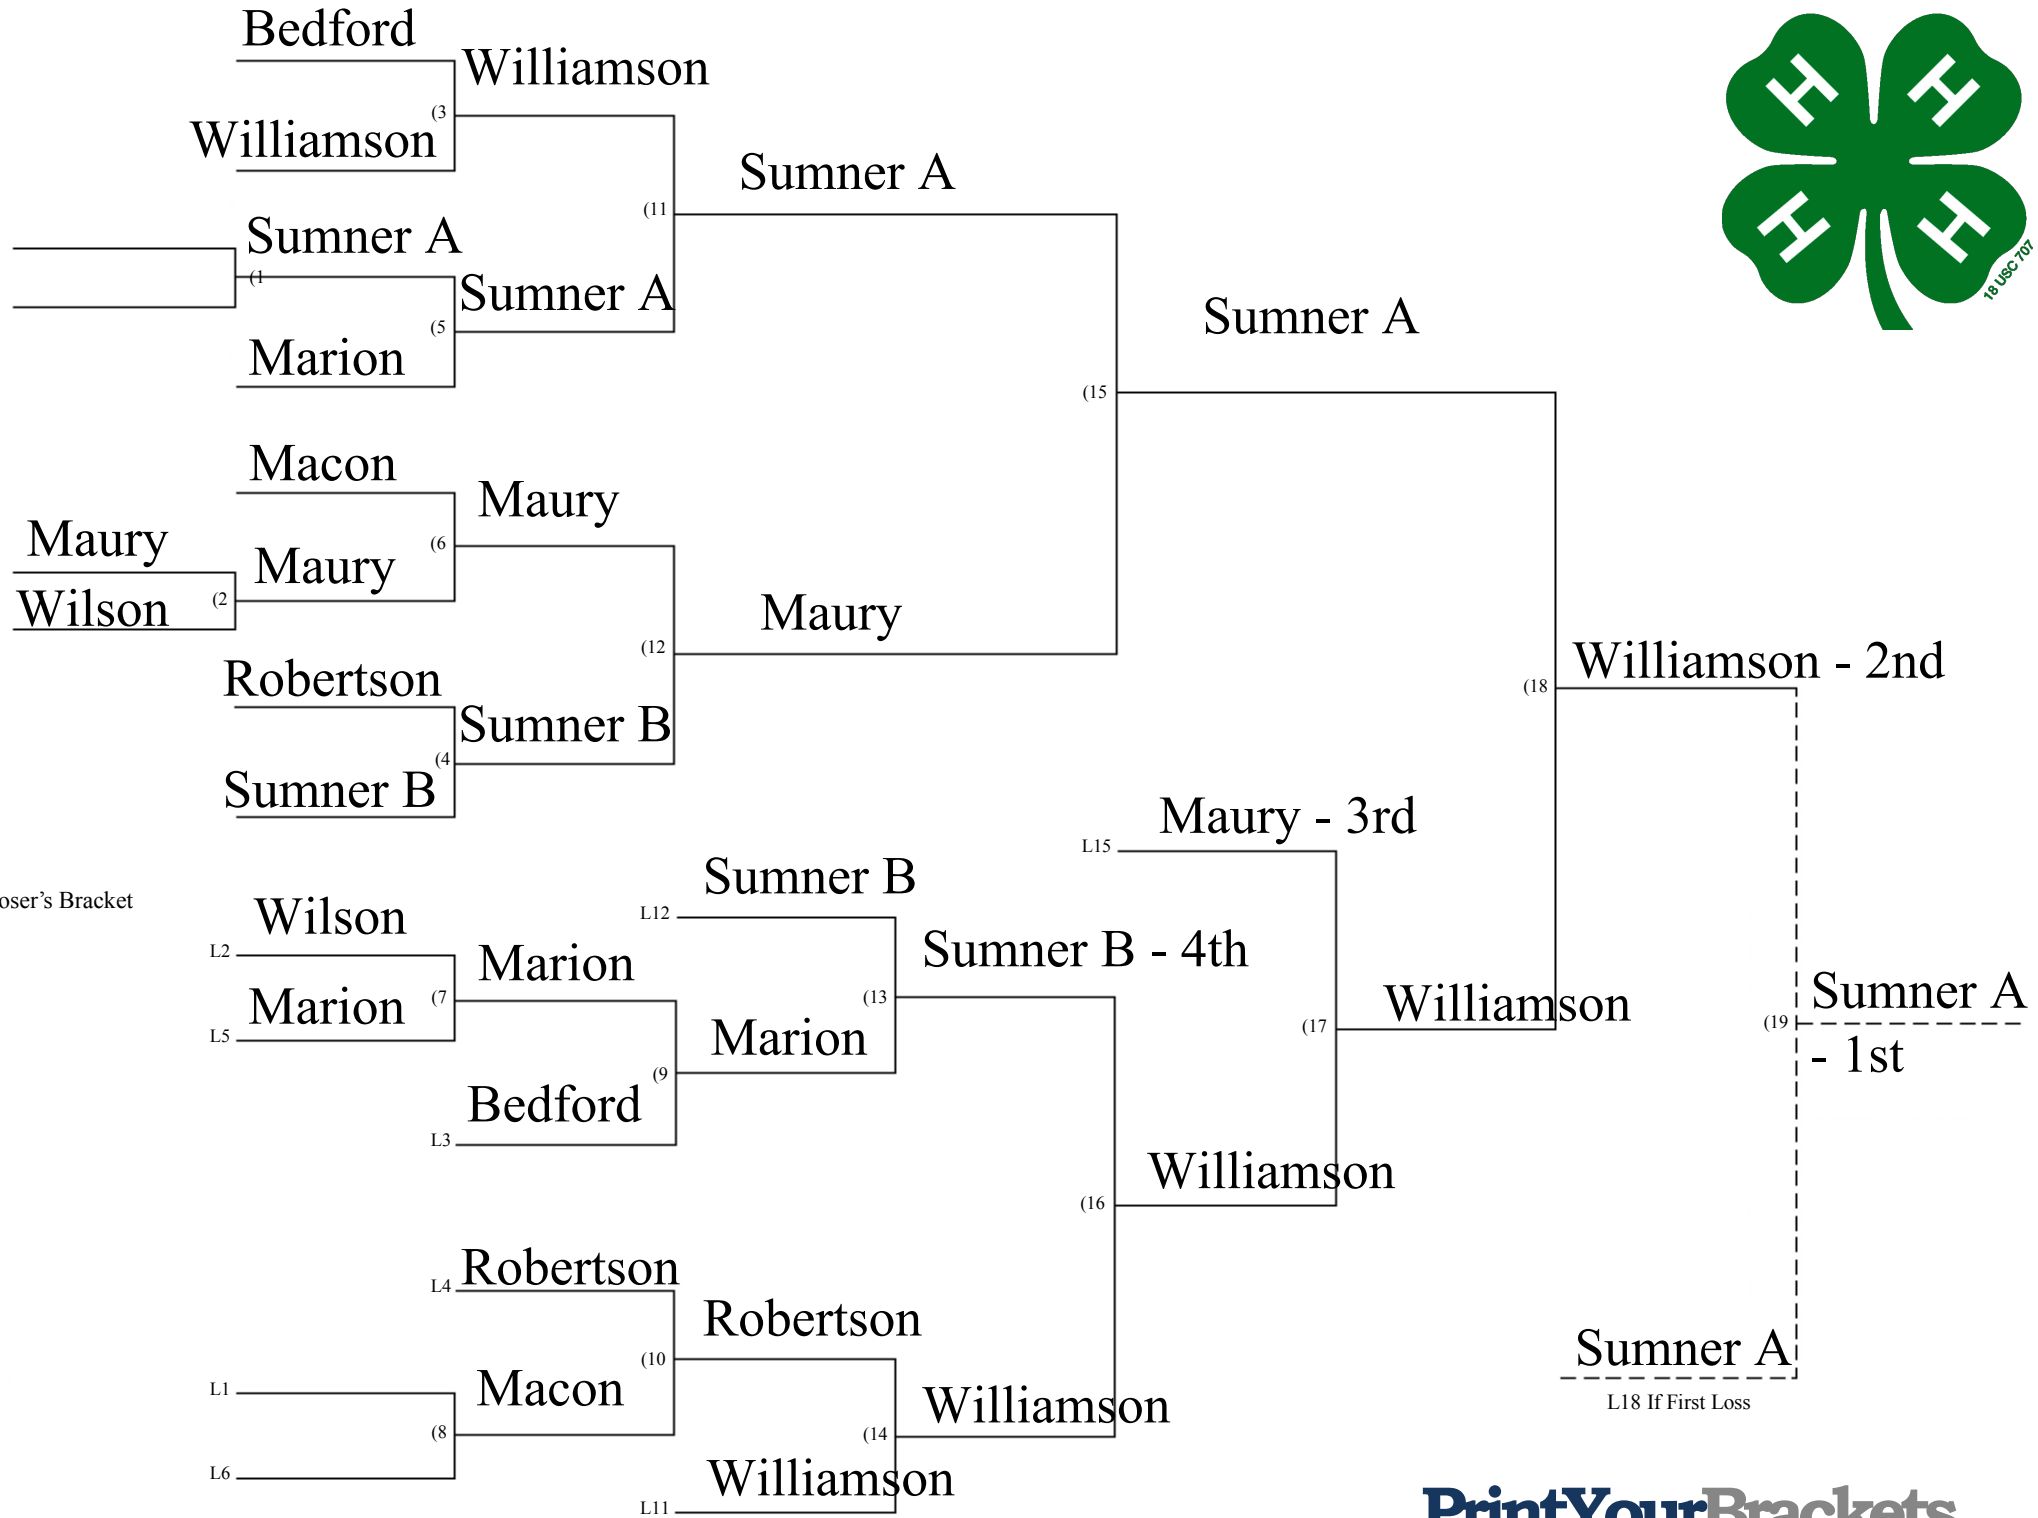 Bedford
Williamson
(3
Williamson
Sumner A
(11
Sumner A
(1
Sumner A
(5
Marion
Sumner A
(15
Macon
Maury
(6
Maury
Maury
(2
Wilson
Maury
(12
Robertson
Sumner B
(4
Sumner B
Williamson - 2nd
(18
Maury - 3rd
L15
oser's Bracket
Sumner B
L12
Wilson
L2
Marion
(7
Marion
L5
Sumner B - 4th
(13
Marion
(9
Bedford
L3
Williamson
(17
Sumner A
(19
- 1st
Williamson
(16
Robertson
L4
Robertson
(10
Macon
L1
(8
L6
Williamson
(14
Williamson
L11
Sumner A
L18 If First Loss
PrintYourBrackets
H H
H H
18 USC 707